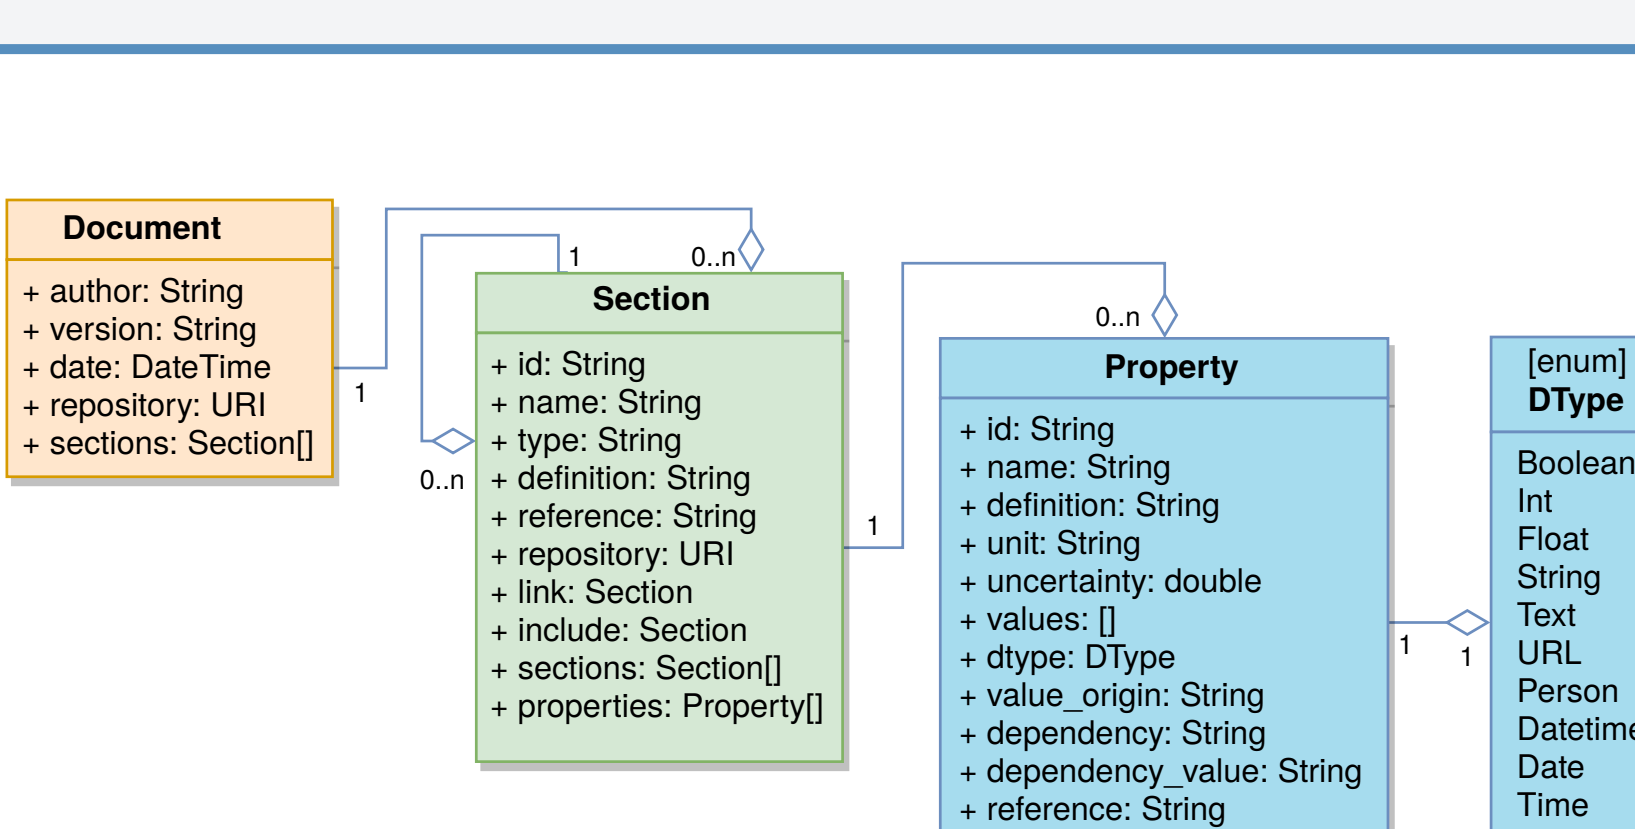 Document
+ author: String
+ version: String
+ date: DateTime
+ repository: URI
+ sections: Section[]
1
1
0..n
0..n
Section
+ id: String
+ name: String
+ type: String
+ definition: String
+ reference: String
+ repository: URI
+ link: Section
+ include: Section
+ sections: Section[]
+ properties: Property[]
1
0..n
Property
+ id: String
+ name: String
+ definition: String
+ unit: String
+ uncertainty: double
+ values: []
+ dtype: DType
+ value_origin: String
+ dependency: String
+ dependency_value: String
+ reference: String
1
1
[enum]
DType
Boolean
Int
Float
String
Text
URL
Person
Datetime
Date
Time